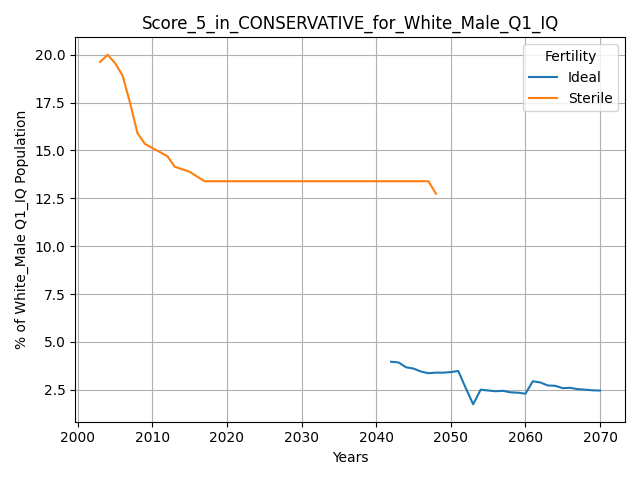 Score_5_in_CONSERVATIVE_for_White_Male_Q1_IQ
% of White_Male Q1_IQ Population
20.0
17.5
15.0
12.5
10.0
7.5
5.0
2.5
Fertility
Ideal
Sterile
2000 2010 2020 2030 2040 2050 2060 2070
Years